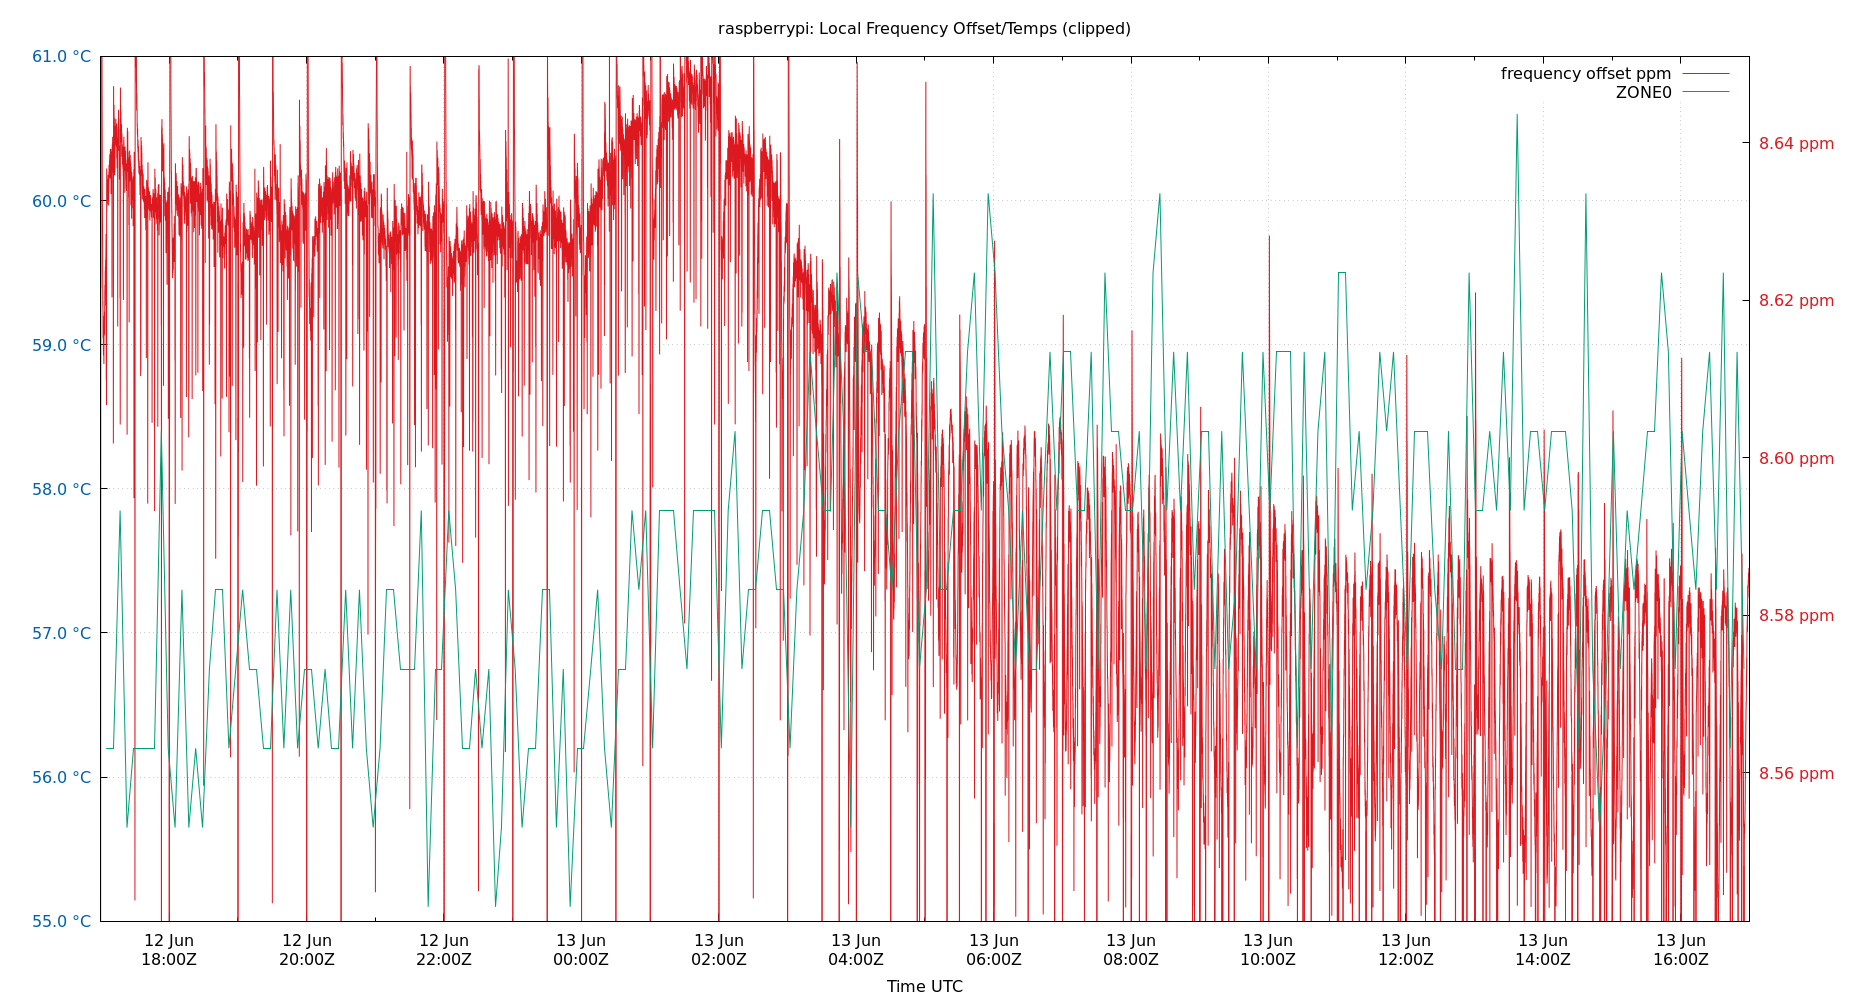 raspberrypi: Local Frequency Offset/Temps (clipped)
61.0 °C
60.0 °C
59.0 °C
58.0 °C
57.0 °C
56.0 °C
55.0 °C
frequency offset ppm
ZONE0
8.64 ppm
8.62 ppm
8.60 ppm
8.58 ppm
8.56 ppm
12 Jun
18:00Z
12 Jun
20:00Z
12 Jun
22:00Z
13 Jun
00:00Z
13 Jun
02:00Z
13 Jun
04:00Z
13 Jun
06:00Z
13 Jun
08:00Z
13 Jun
10:00Z
13 Jun
12:00Z
13 Jun
14:00Z
13 Jun
16:00Z
Time UTC